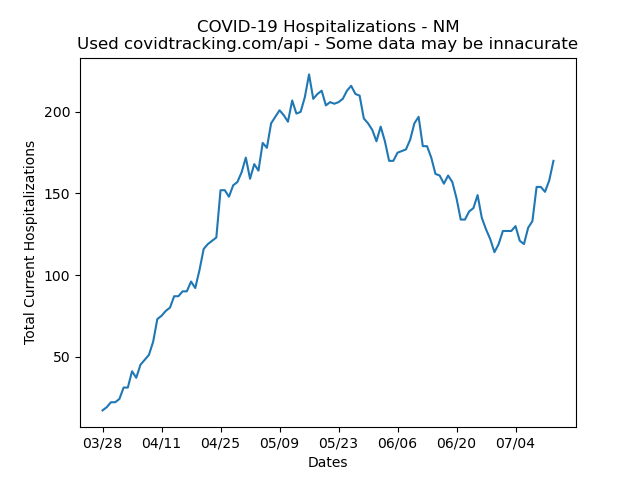 COVID-19 Hospitalizations - NM
Used covidtracking.com/api - Some data may be innacurate
Total Current Hospitalizations
200
150
100
50
03/28 04/11 04/25 05/09 05/23 06/06 06/20 07/04
Dates